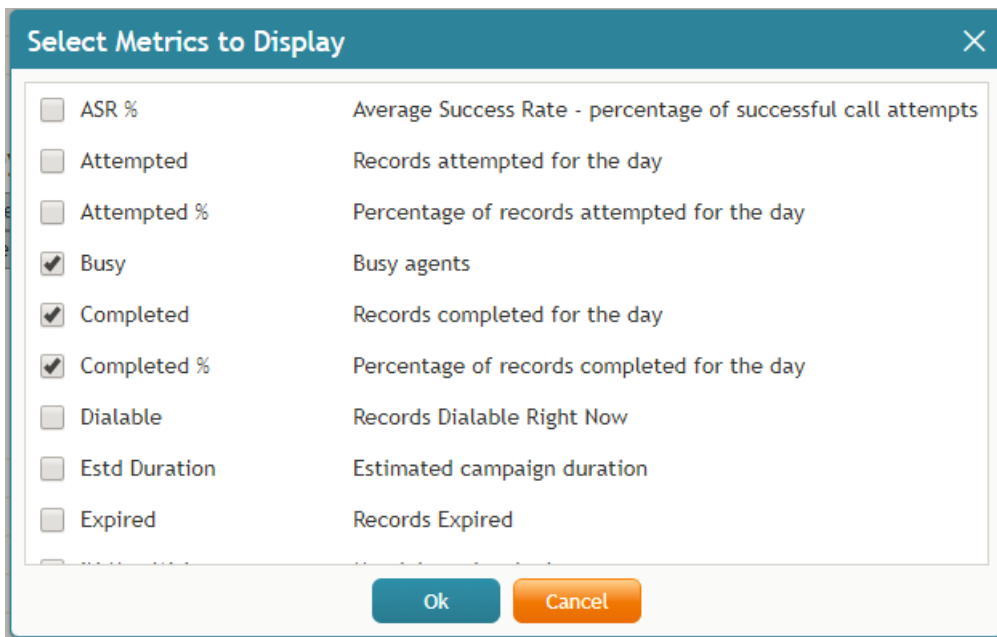 Select Metrics to Display
ASR % Average Success Rate - percentage of successful call attempts
Attempted Records attempted for the day
Attempted % Percentage of records attempted for the day
Busy Busy agents
Completed Records completed for the day
Completed % Percentage of records completed for the day
Dialable Records Dialable Right Now
Estd Duration Estimated campaign duration
Expired Records Expired
Ok Cancel